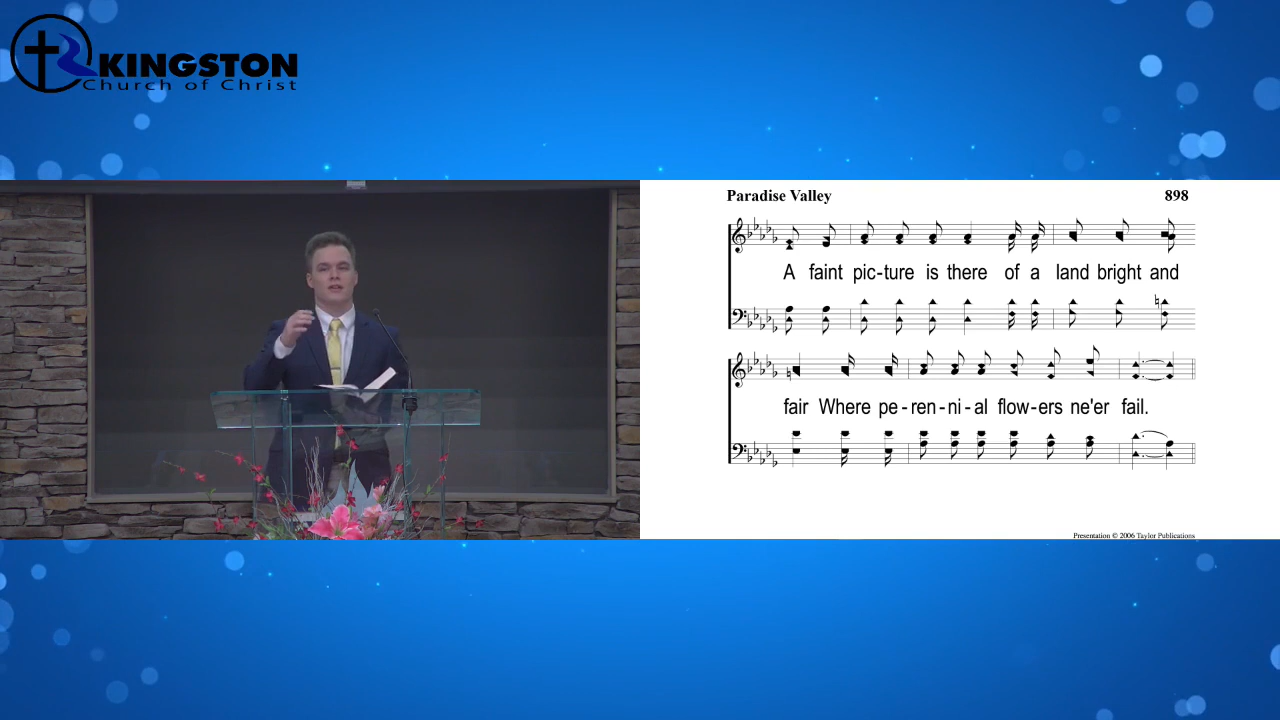 KINGSTON
Church of Christ
Paradise Valley 898
A faint pic-ture is there of a land bright and
fair Where pe-ren-ni-al flow-ers ne'er fail.
Presentation © 2006 Taylor Publications